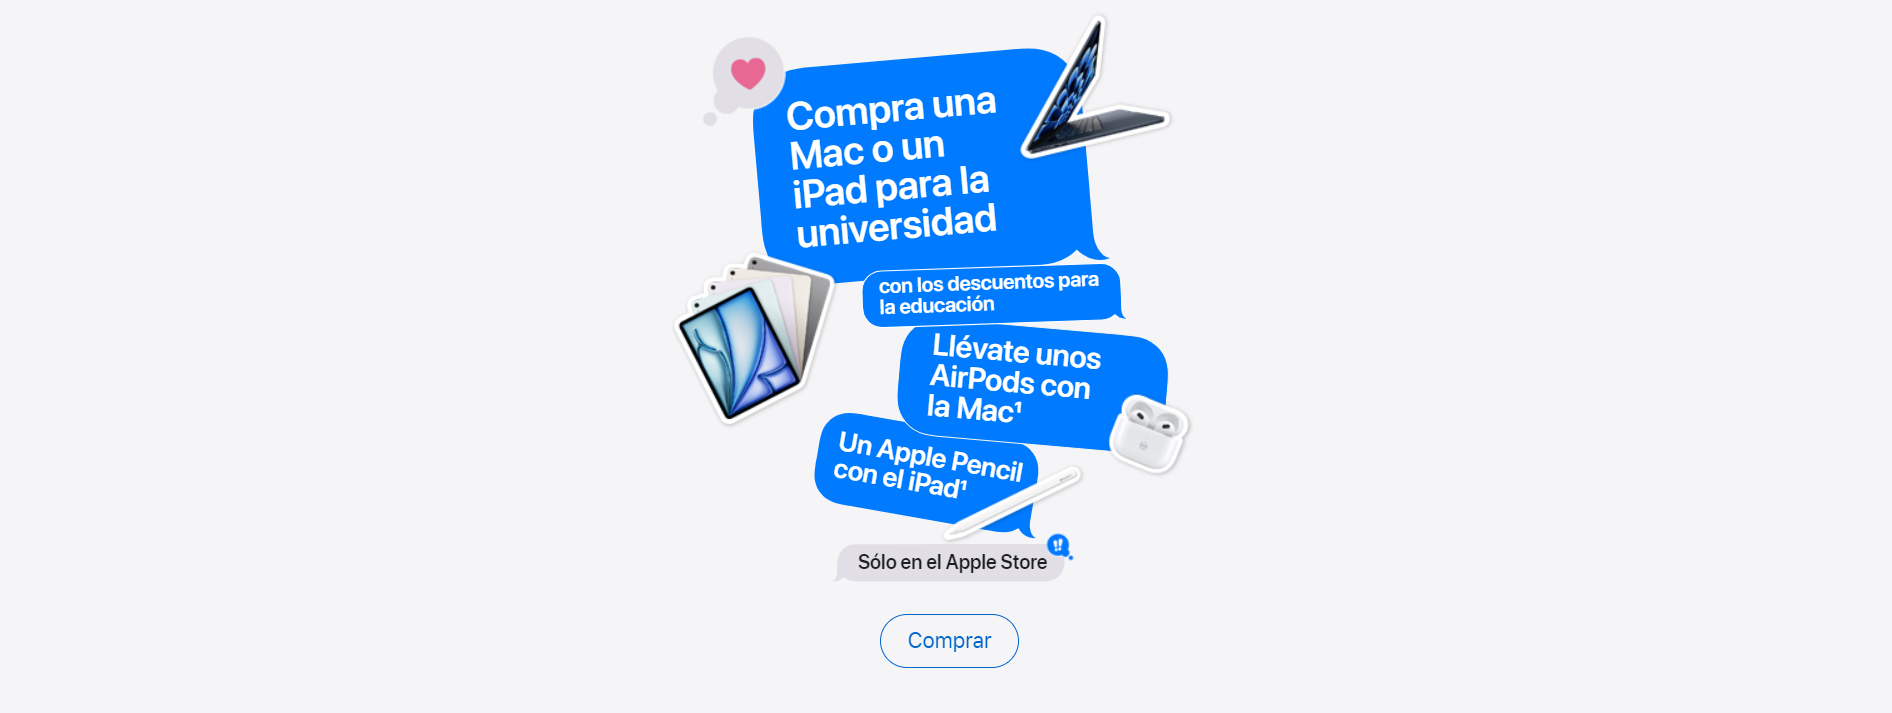 Compra una
Mac o un
iPad para la
universidad
con los descuentos para
la educación
Llévate unos
AirPods con
la Mac¹
Un Apple Pencil
con el iPad¹
Sólo en el Apple Store
Comprar